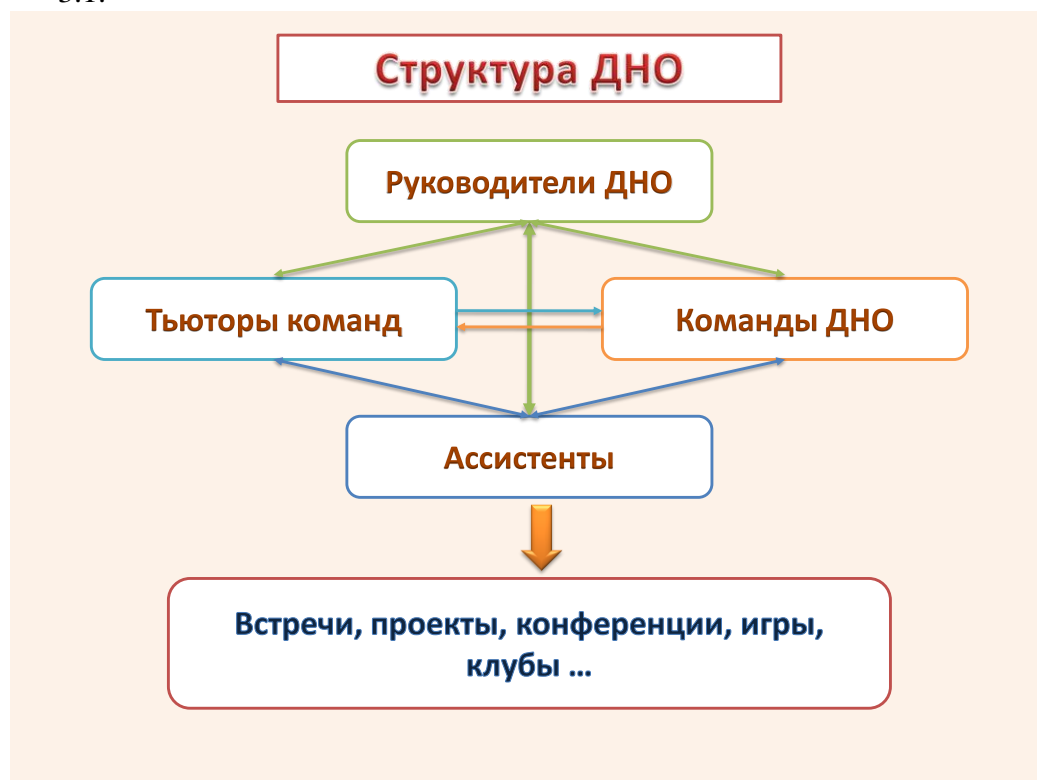 Структура ДНО
Руководители ДНО
Тьюторы команд
Команды ДНО
Ассистенты
Встречи, проекты, конференции, игры,
клубы ...